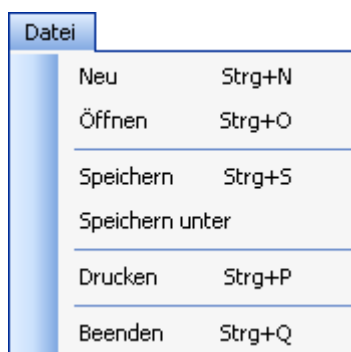 Datei
Neu Strg+N
Öffnen Strg+O
Speichern Strg+S
Speichern unter
Drucken Strg+P
Beenden Strg+Q